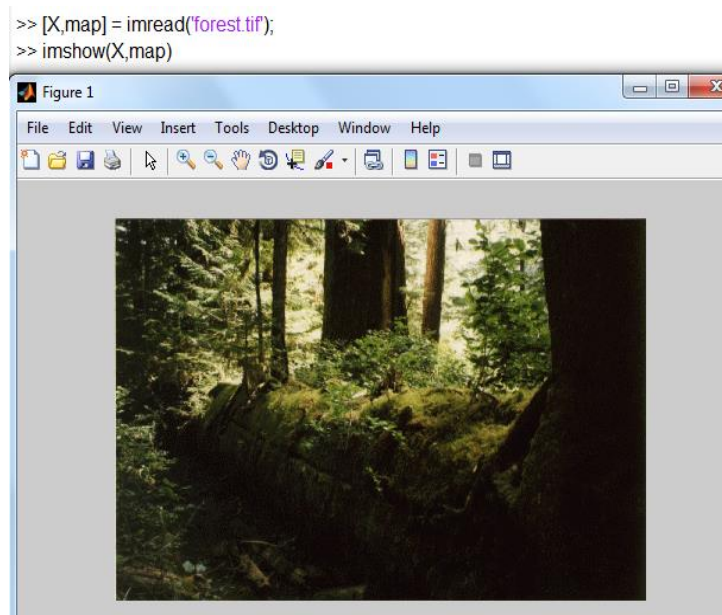 >> [X,map] = imread('forest.tif');
>> imshow(X,map)
Figure 1
File Edit View Insert Tools Desktop Window Help